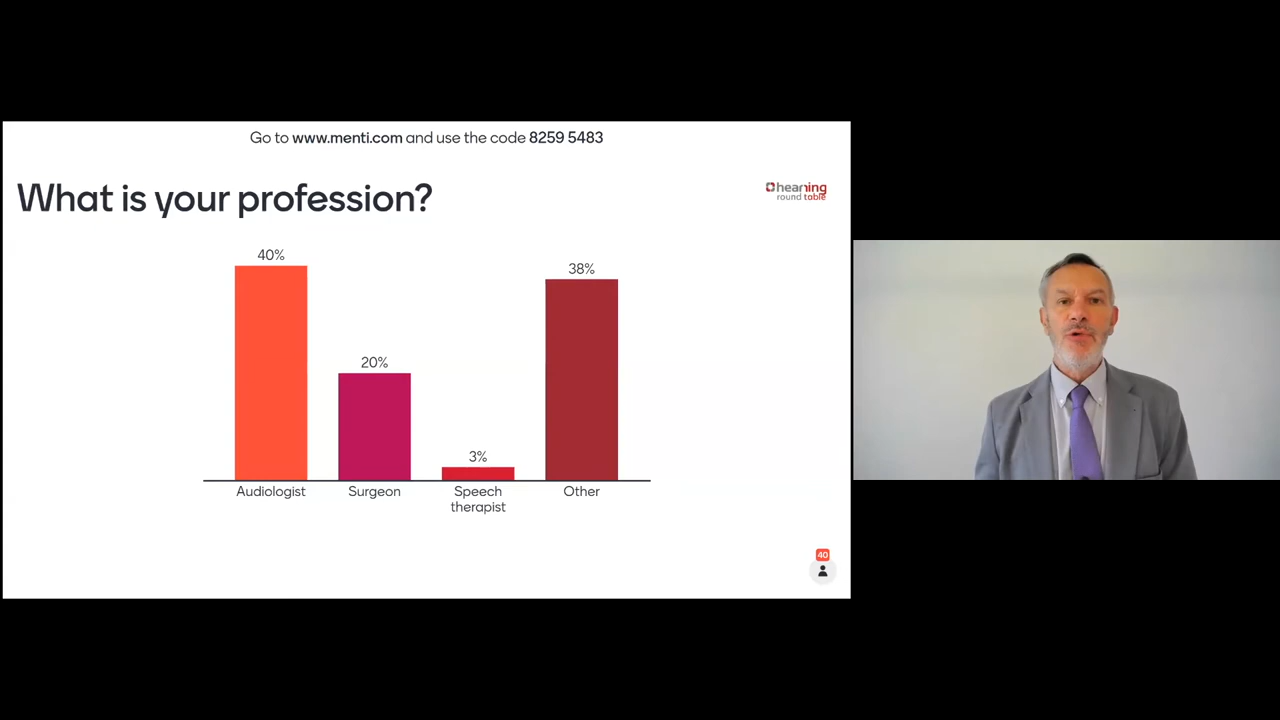 Go to www.menti.com and use the code 8259 5483
What is your profession?
hearring
round table
40%
20%
3%
38%
Audiologist
Surgeon
Speech
therapist
Other
40